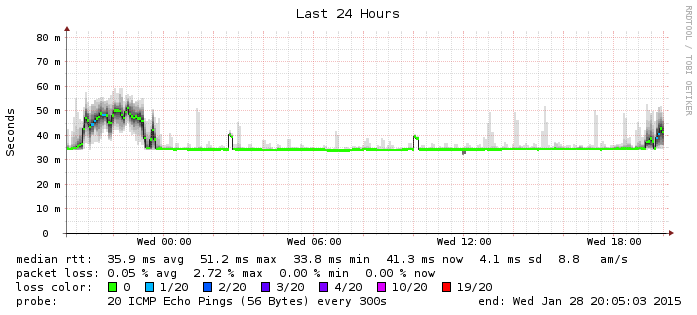 Last 24 Hours
RRDTOOL / TOBI OETIKER
Seconds
80 m
70 m
60 m
50 m
40 m
30 m
20 m
10 m
0
Wed 00:00 Wed 06:00 Wed 12:00 Wed 18:00
median rtt: 35.9 ms avg 51.2 ms max 33.8 ms min 41.3 ms now 4.1 ms sd 8.8 am/s
packet loss: 0.05 % avg 2.72 % max 0.00 % min 0.00 % now
loss color: 0 1/20 2/20 3/20 4/20 10/20 19/20
probe: 20 ICMP Echo Pings (56 Bytes) every 300s end: Wed Jan 28 20:05:03 2015